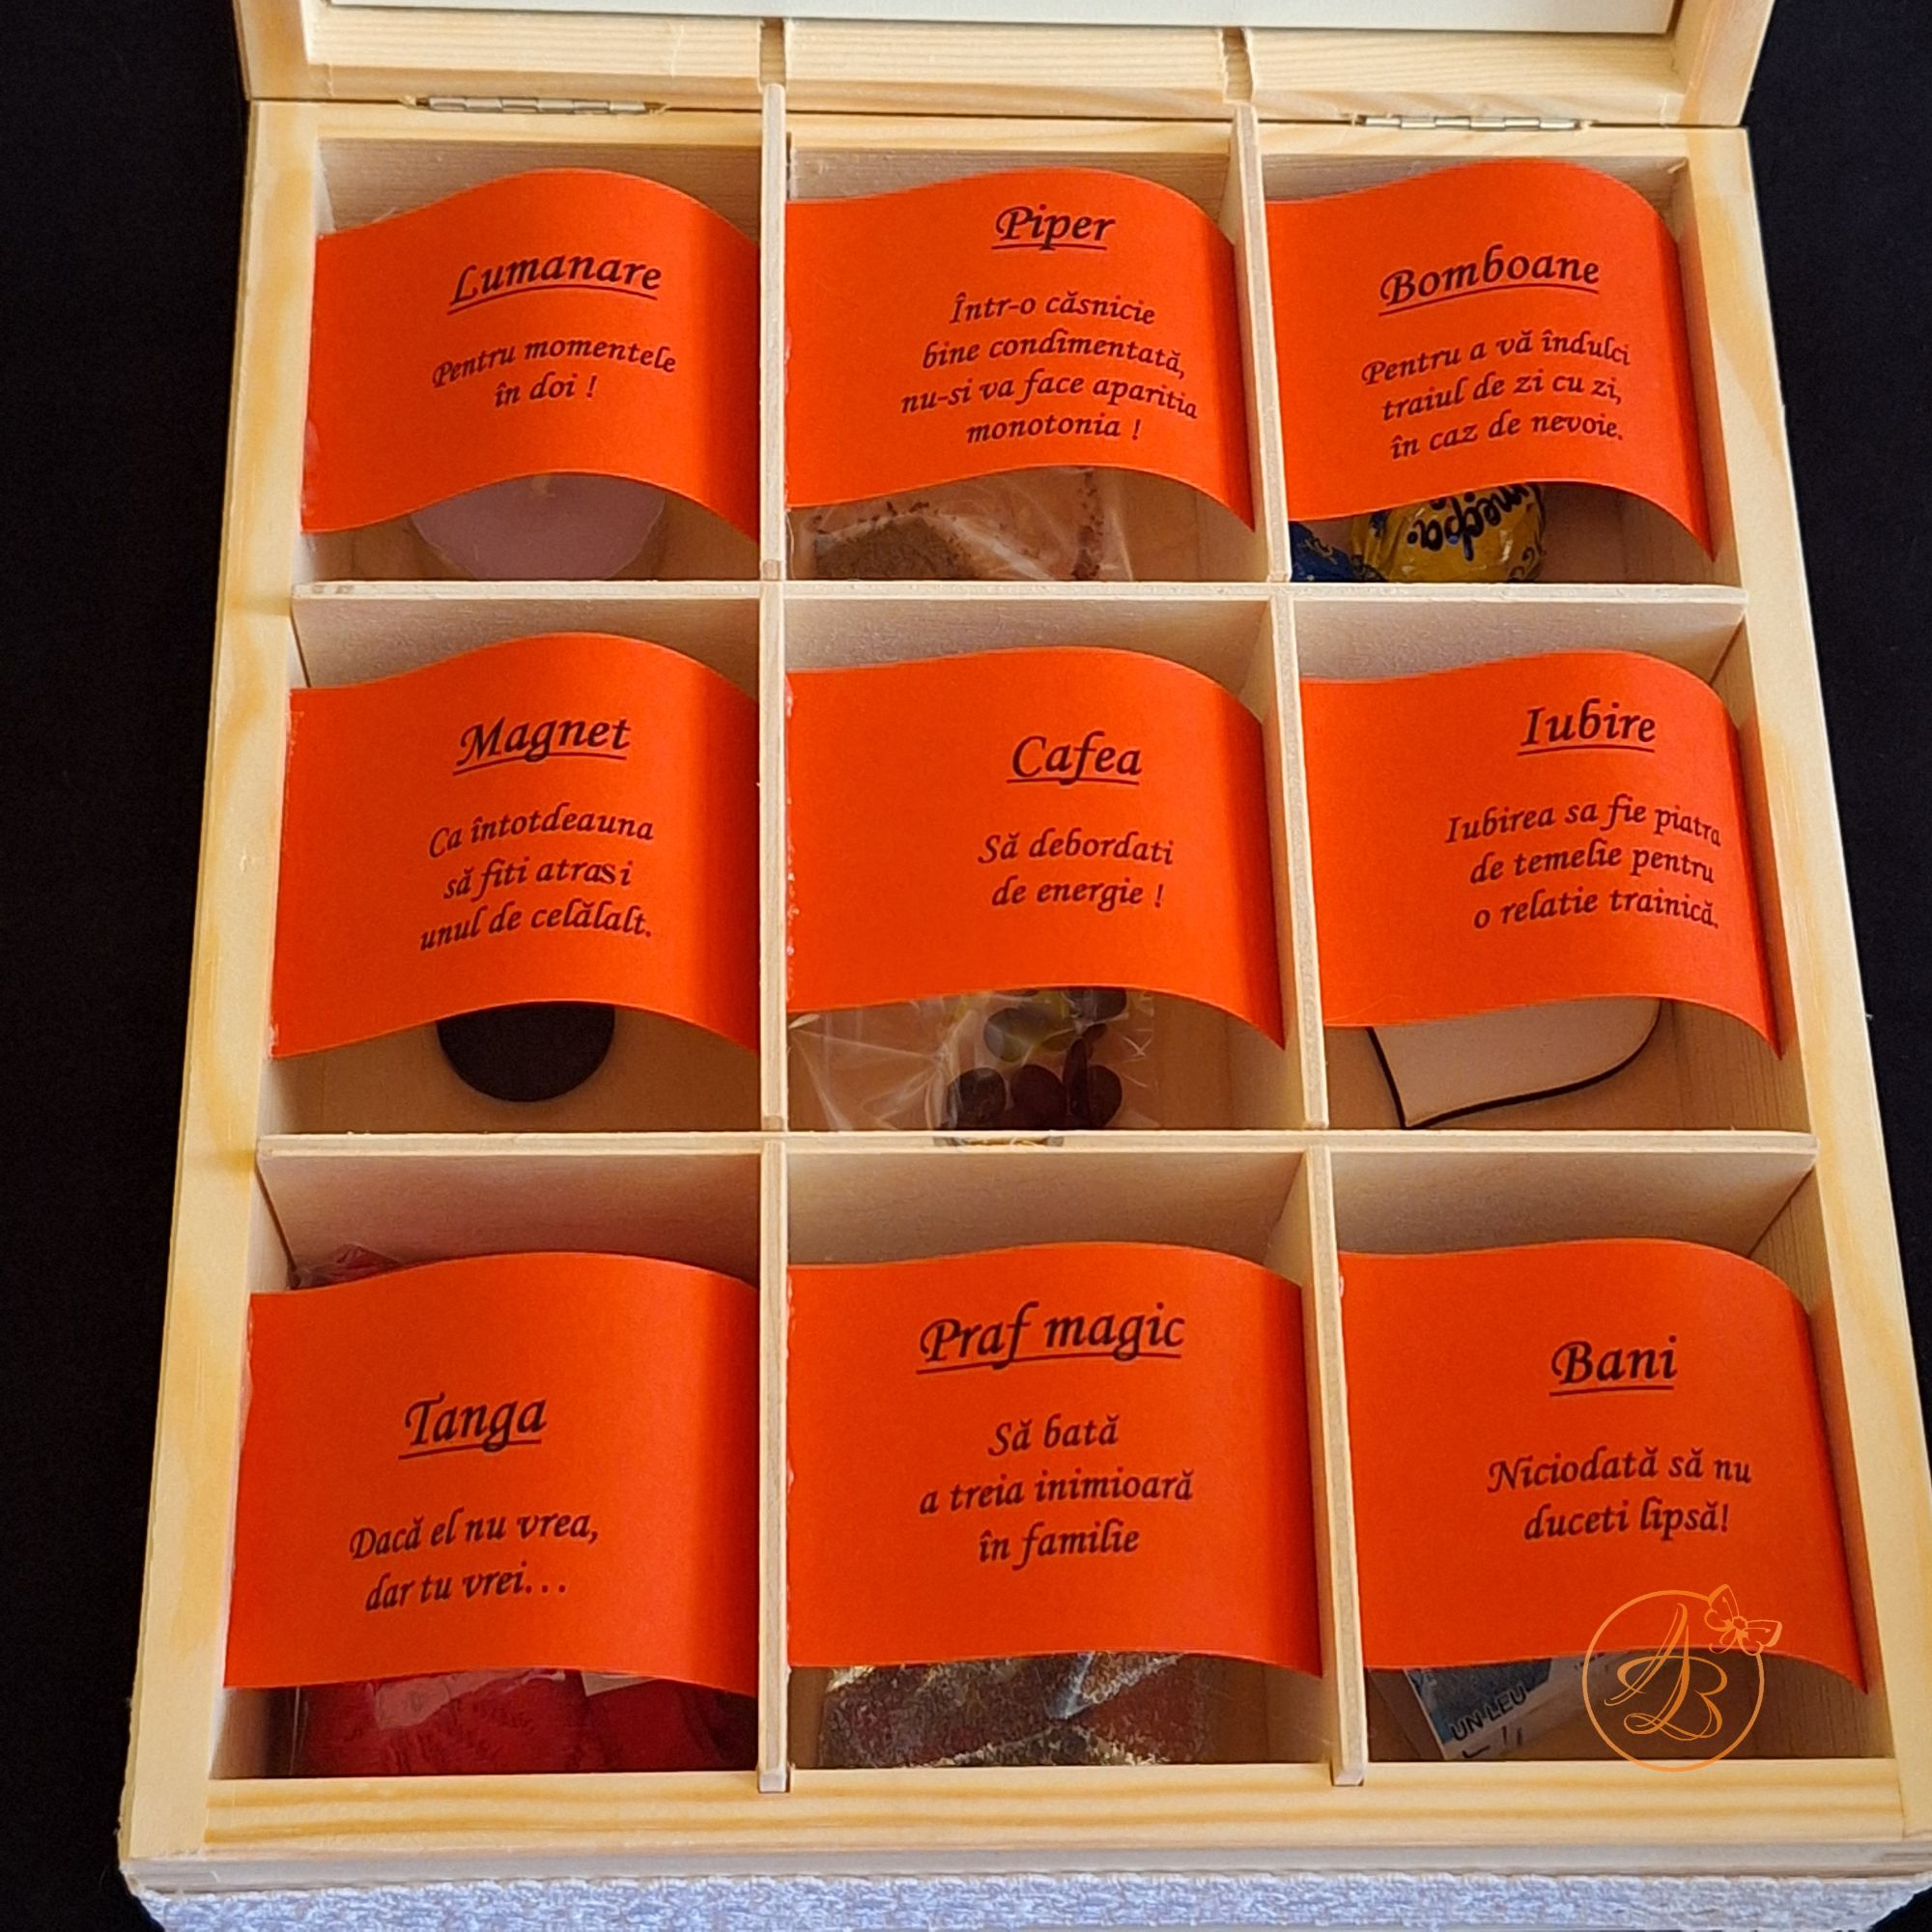 Lumanare
Pentru momentele
în doi !
Piper
Într-o căsnicie
bine condimentată,
nu-si va face aparitia
monotonia !
Bomboane
Pentru a vă îndulci
traiul de zi cu zi,
în caz de nevoie.
Magnet
Ca întotdeauna
să fiti atrasi
unul de celălalt.
Cafea
Să debordati
de energie !
Iubire
Iubirea sa fie piatra
de temelie pentru
o relatie trainică.
Tanga
Dacă el nu vrea,
dar tu vrei...
Praf magic
Să bată
a treia inimioară
în familie
Bani
Niciodată să nu
duceti lipsă!
UN LEU